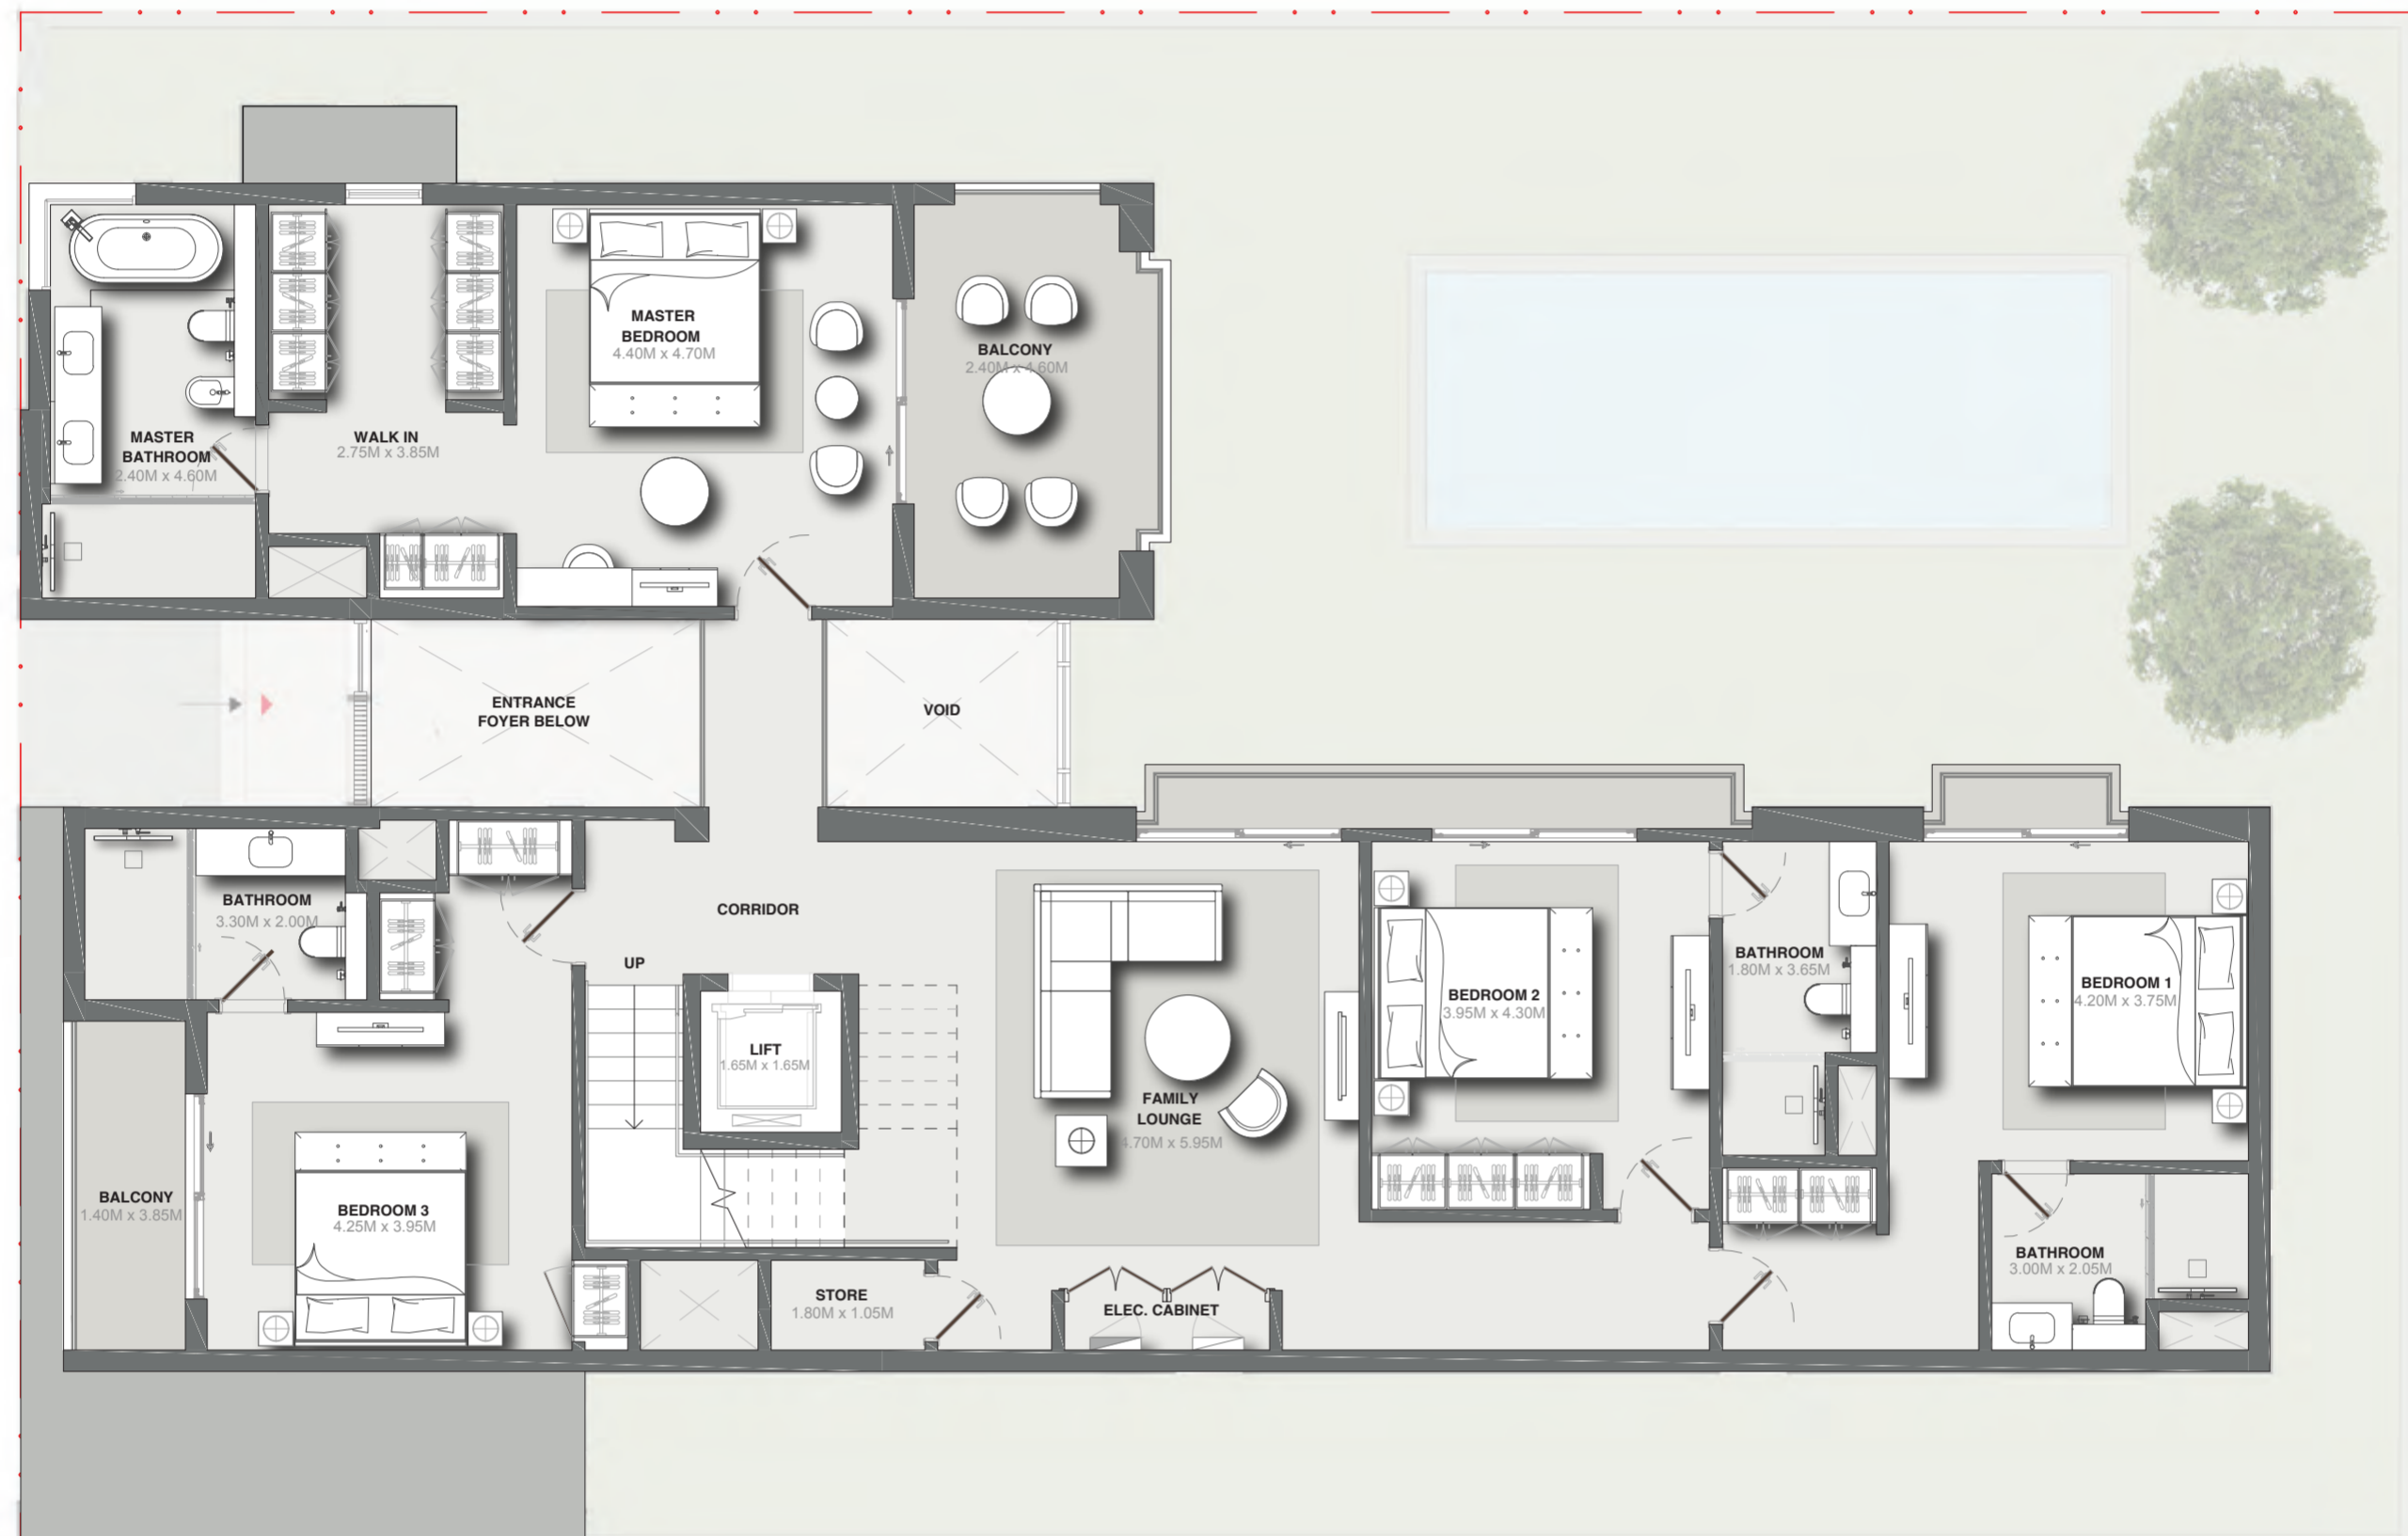 MASTER
BEDROOM
4.40M x 4.70M
BALCONY
2.40M x 4.60M
MASTER
BATHROOM
2.40M x 4.60M
WALK IN
2.75M x 3.85M
ENTRANCE
FOYER BELOW
VOID
BATHROOM
3.30M x 2.00M
CORRIDOR
UP
LIFT
1.65M x 1.65M
FAMILY
LOUNGE
4.70M x 5.95M
BEDROOM 2
3.95M x 4.30M
BATHROOM
1.80M x 3.65M
BEDROOM 1
4.20M x 3.75M
BALCONY
1.40M x 3.85M
BEDROOM 3
4.25M x 3.95M
STORE
1.80M x 1.05M
ELEC. CABINET
BATHROOM
3.00M x 2.05M